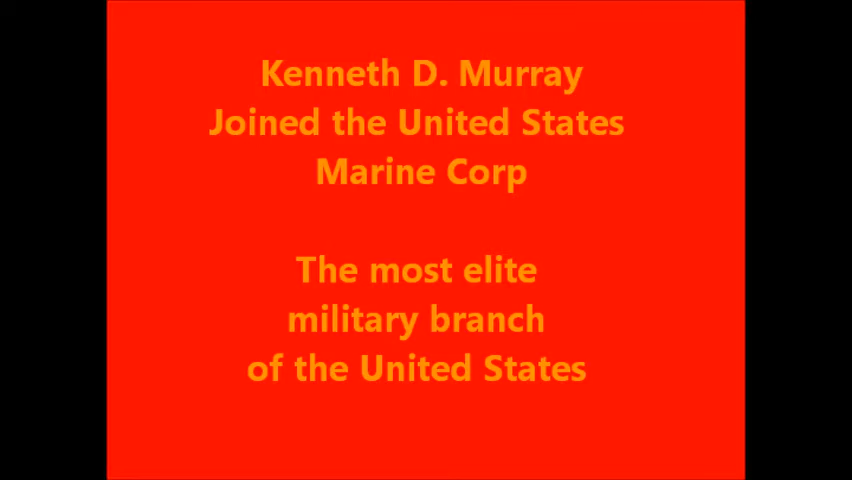 Kenneth D. Murray
Joined the United States
Marine Corp
The most elite
military branch
of the United States